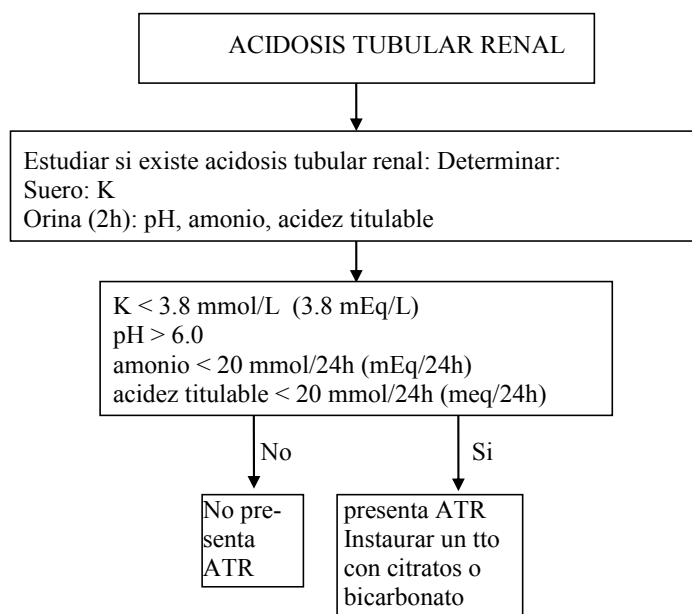 ACIDOSIS TUBULAR RENAL
Estudiar si existe acidosis tubular renal: Determinar:
Suero: K
Orina (2h): pH, amonio, acidez titulable
K < 3.8 mmol/L (3.8 mEq/L)
pH > 6.0
amonio < 20 mmol/24h (mEq/24h)
acidez titulable < 20 mmol/24h (meq/24h)
No
Si
No pre-
senta
ATR
presenta ATR
Instaurar un tto
con citratos o
bicarbonato